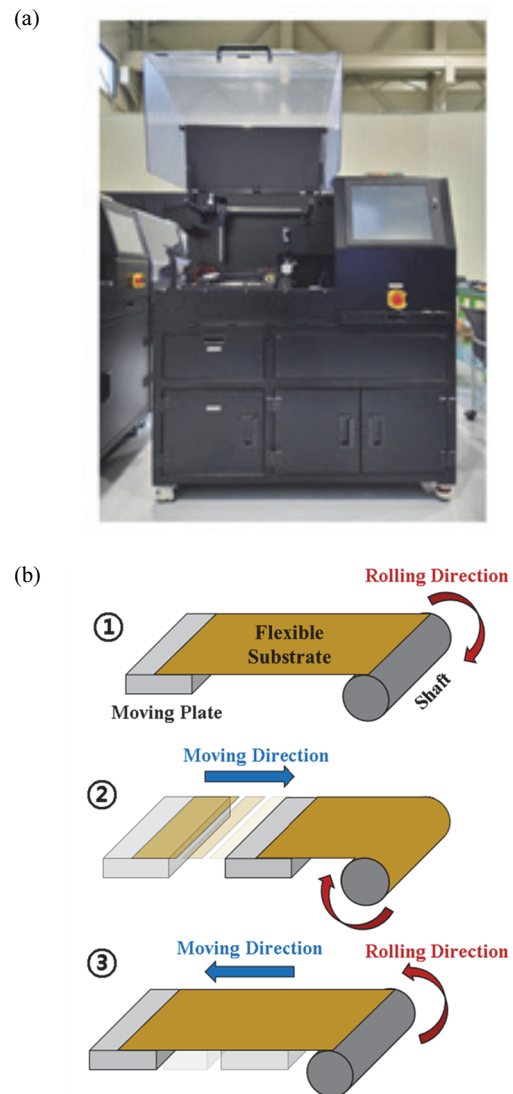 (a)
(b)
Rolling Direction
①
Flexible
Substrate
Shaft
Moving Plate
Moving Direction
②
③
Moving Direction
Rolling Direction